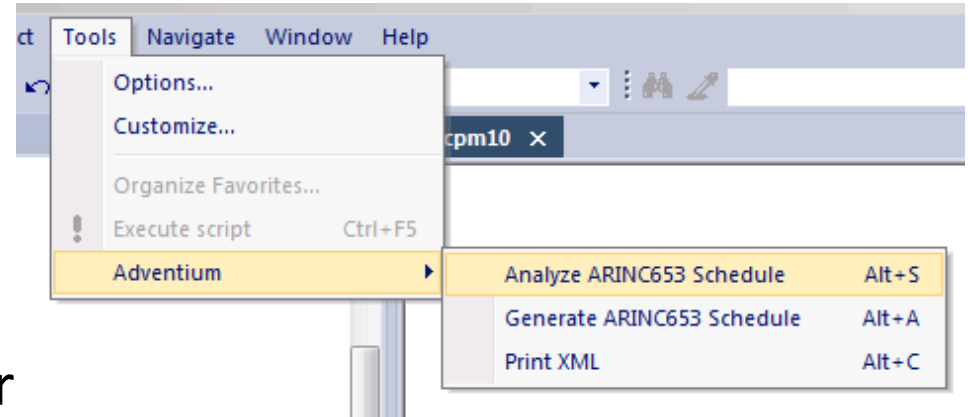 ct Tools Navigate Window Help
Options...
Customize...
cpm10 ×
Organize Favorites...
Execute script Ctrl+F5
Adventium
Analyze ARINC653 Schedule Alt+S
Generate ARINC653 Schedule Alt+A
Print XML Alt+C
r